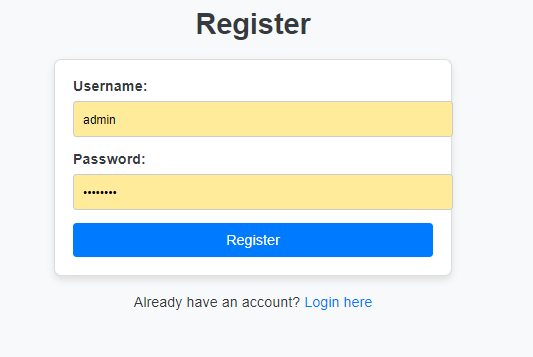 Register
Username:
admin
Password:
••••••••
Register
Already have an account? Login here